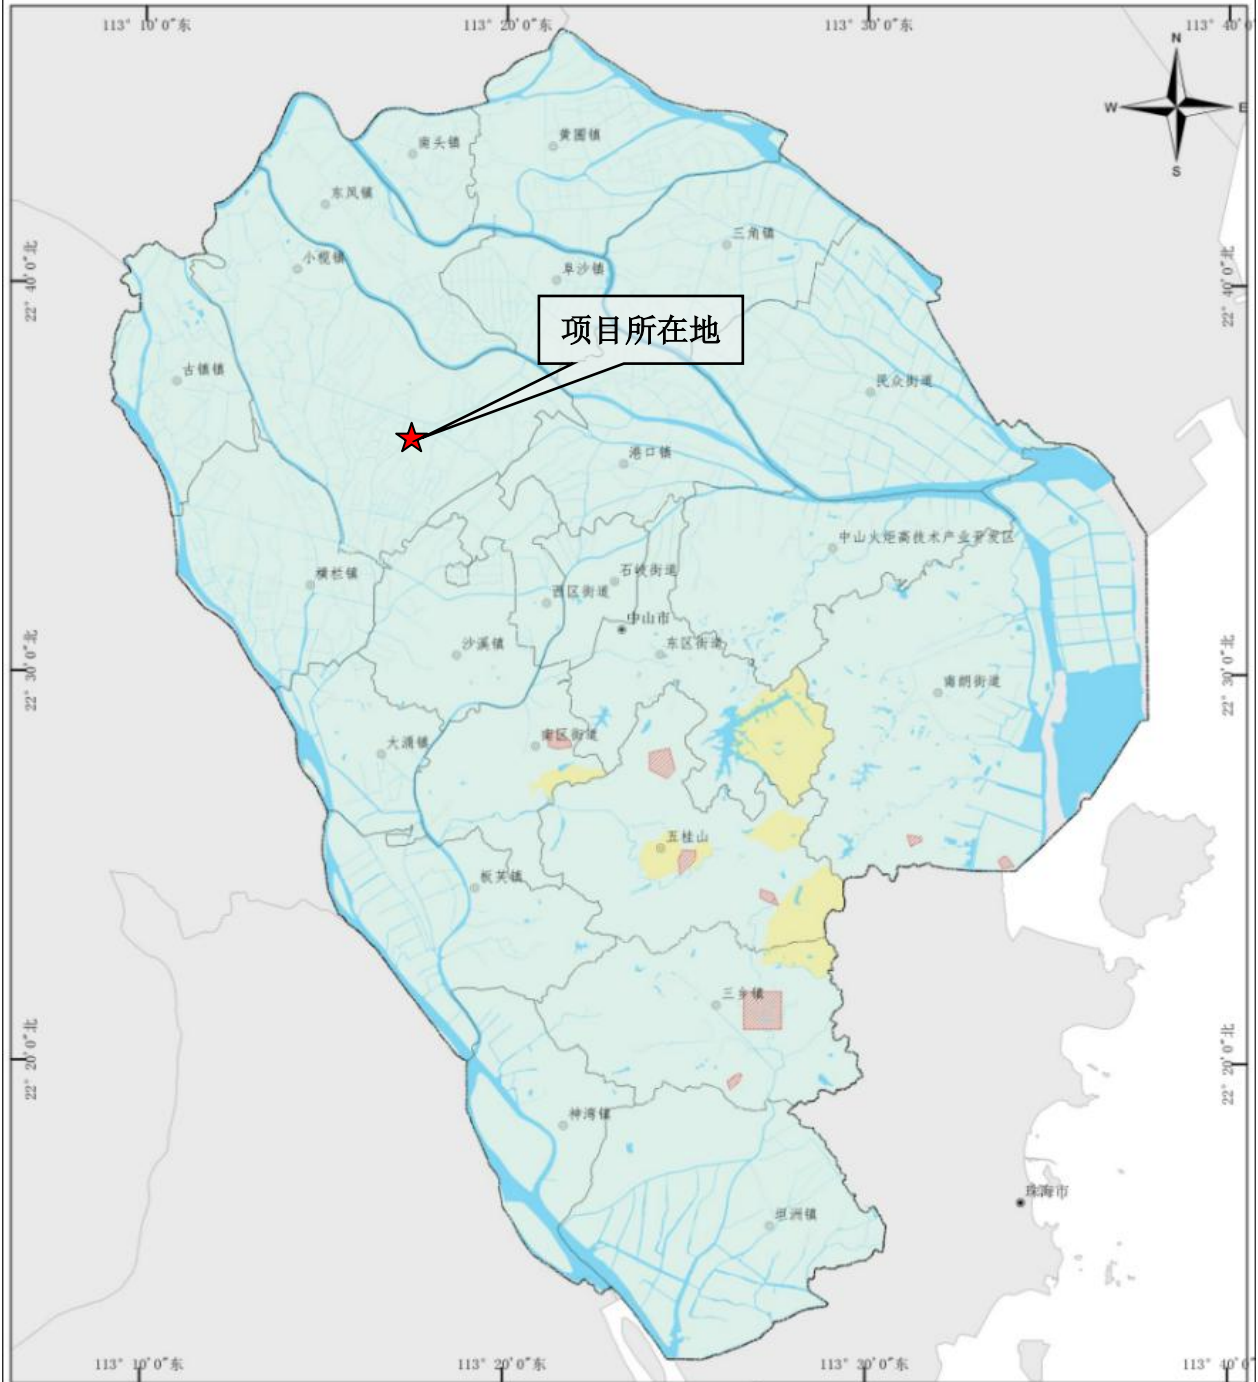 113° 10′0″东
113° 20′0″东
113° 30′0″东
113° 40′0″
N
W
E
S
南头镇
黄圃镇
东凤镇
三角镇
小榄镇
阜沙镇
22° 40′0″北
22° 40′0″北
项目所在地
古镇镇
民众街道
港口镇
中山火炬高技术产业开发区
横栏镇
石岐街道
西区街道
中山市
沙溪镇
东区街道
22° 30′0″北
22° 30′0″北
南朗街道
大涌镇
南区街道
五桂山
板芙镇
三乡镇
22° 20′0″北
22° 20′0″北
神湾镇
珠海市
坦洲镇
113° 10′0″东
113° 20′0″东
113° 30′0″东
113° 40′0″